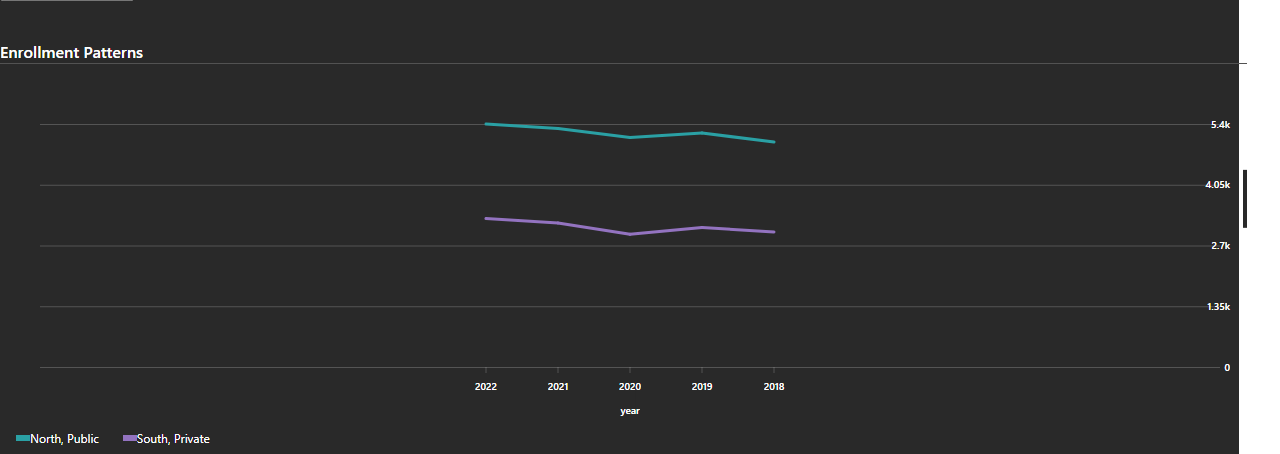 Enrollment Patterns
5.4k
4.05k
2.7k
1.35k
0
2022 2021 2020 2019 2018
year
North, Public South, Private